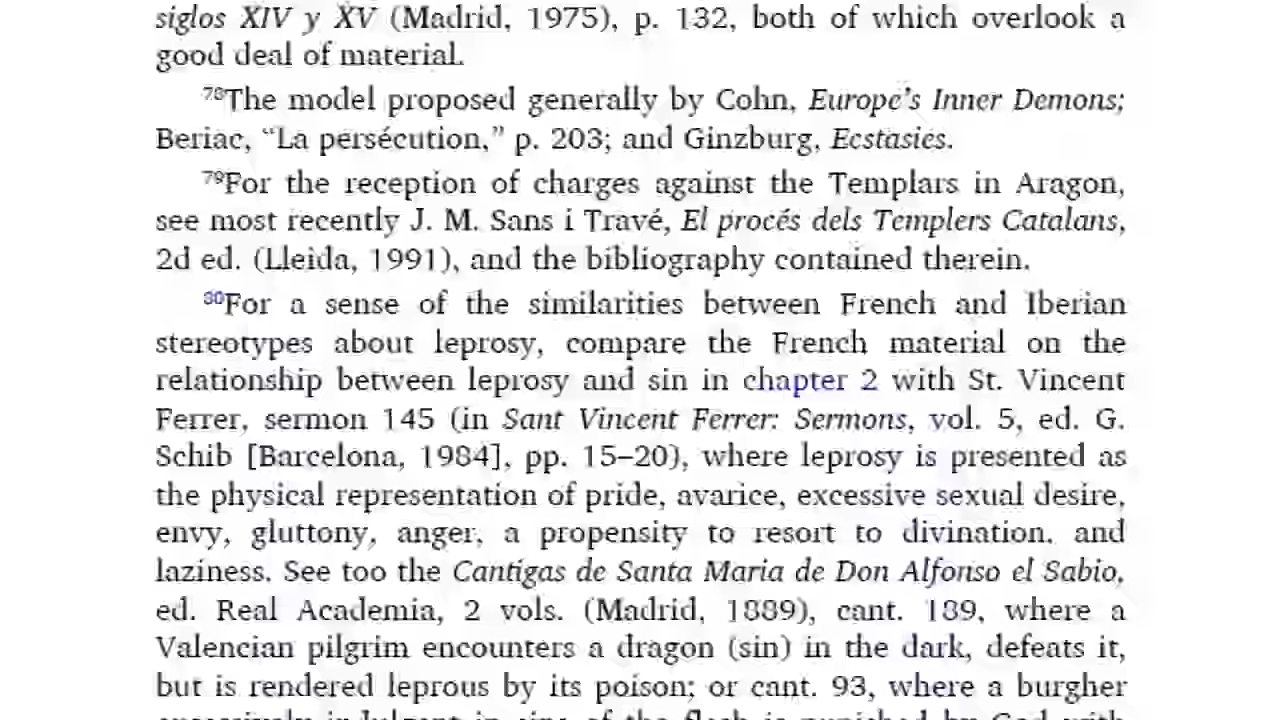 siglos XIV y XV (Madrid, 1975), p. 132, both of which overlook a
good deal of material.
⁷⁸The model proposed generally by Cohn, Europe's Inner Demons;
Beriac, “La persécution,” p. 203; and Ginzburg, Ecstasies.
⁷⁹For the reception of charges against the Templars in Aragon,
see most recently J. M. Sans i Travé, El procés dels Templers Catalans,
2d ed. (Lleida, 1991), and the bibliography contained therein.
⁸⁰For a sense of the similarities between French and Iberian
stereotypes about leprosy, compare the French material on the
relationship between leprosy and sin in chapter 2 with St. Vincent
Ferrer, sermon 145 (in Sant Vincent Ferrer: Sermons, vol. 5, ed. G.
Schib [Barcelona, 1984], pp. 15–20), where leprosy is presented as
the physical representation of pride, avarice, excessive sexual desire,
envy, gluttony, anger, a propensity to resort to divination, and
laziness. See too the Cantigas de Santa Maria de Don Alfonso el Sabio,
ed. Real Academia, 2 vols. (Madrid, 1889), cant. 189, where a
Valencian pilgrim encounters a dragon (sin) in the dark, defeats it,
but is rendered leprous by its poison; or cant. 93, where a burgher